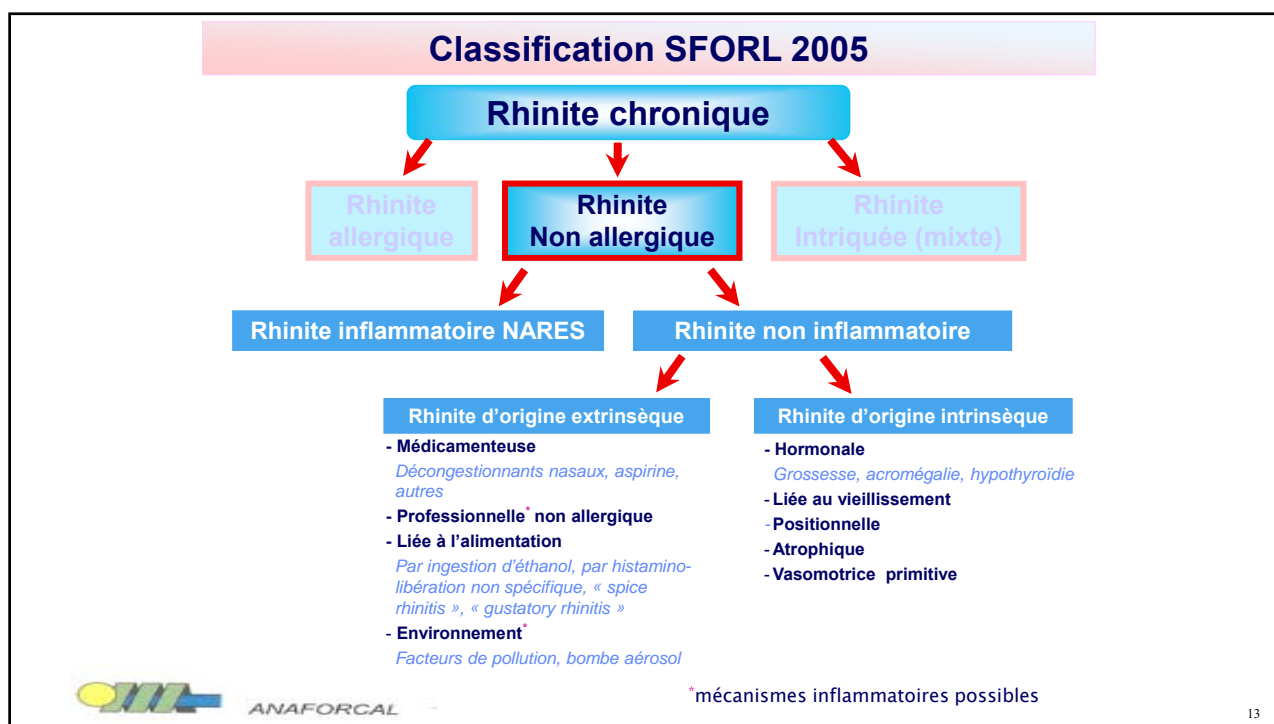 Classification SFORL 2005
Rhinite chronique
Rhinite
allergique
Rhinite
Non allergique
Rhinite
Intriquée (mixte)
Rhinite inflammatoire NARES
Rhinite non inflammatoire
Rhinite d’origine extrinsèque
- Médicamenteuse
Décongestionnants nasaux, aspirine,
autres
- Professionnelle* non allergique
- Liée à l’alimentation
Par ingestion d’éthanol, par histamino-
libération non spécifique, « spice
rhinitis », « gustatory rhinitis »
- Environnement*
Facteurs de pollution, bombe aérosol
Rhinite d’origine intrinsèque
- Hormonale
Grossesse, acromégalie, hypothyroïdie
- Liée au vieillissement
- Positionnelle
- Atrophique
- Vasomotrice primitive
*mécanismes inflammatoires possibles
ANAFORCAL
13